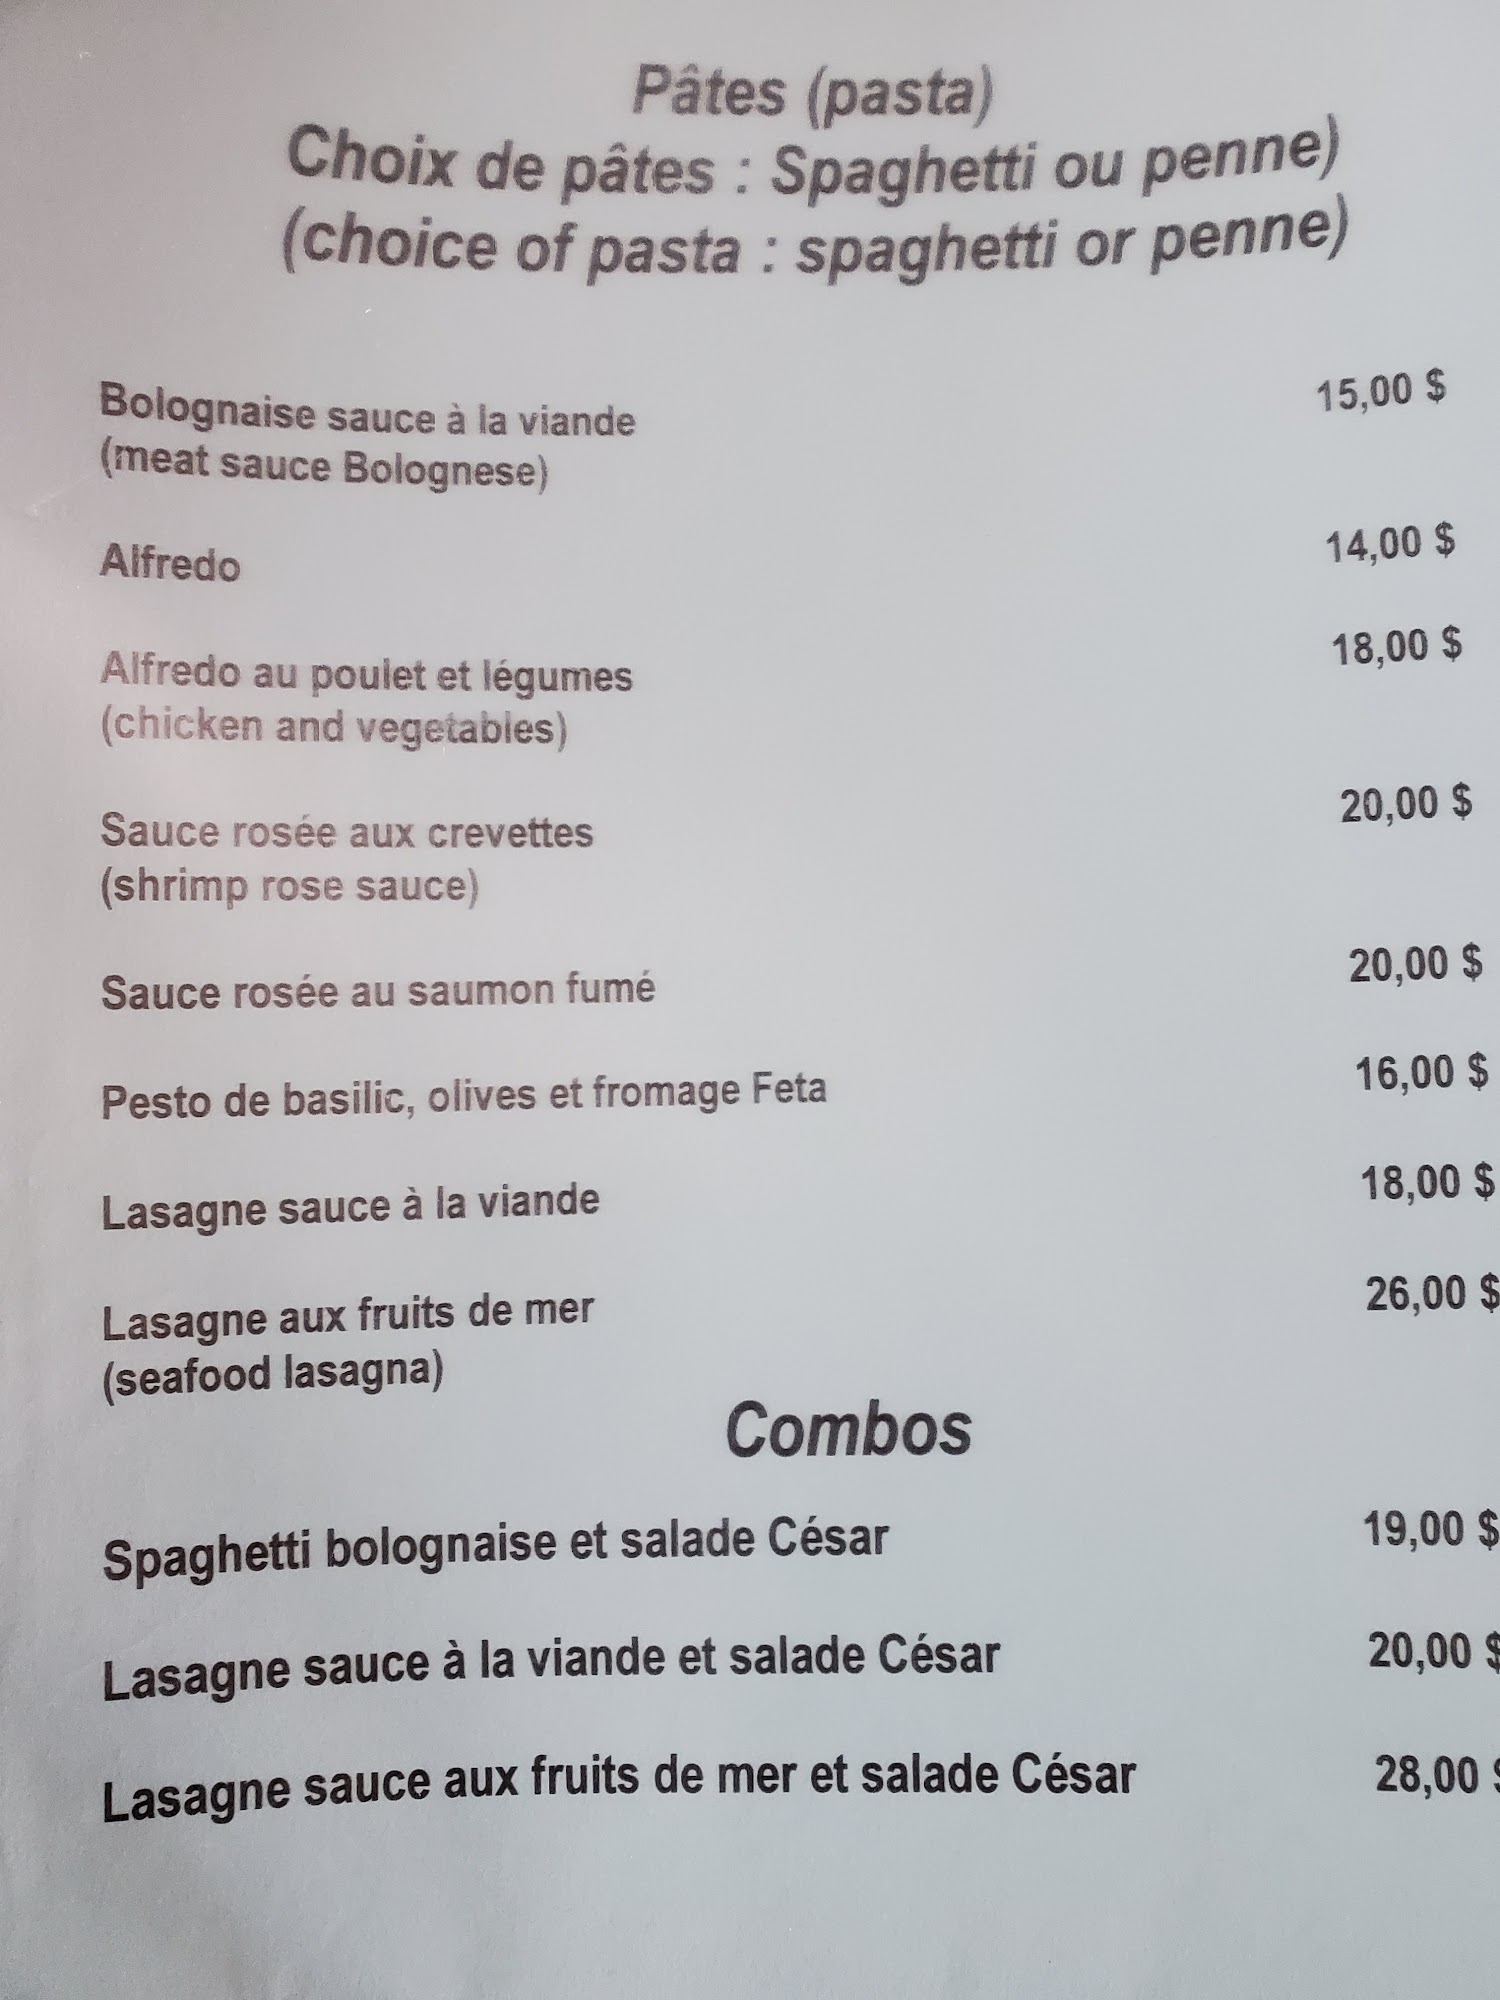 Pâtes (pasta)
Choix de pâtes : Spaghetti ou penne)
(choice of pasta : spaghetti or penne)
Bolognaise sauce à la viande 15,00 $
(meat sauce Bolognese)
Alfredo 14,00 $
Alfredo au poulet et légumes 18,00 $
(chicken and vegetables)
Sauce rosée aux crevettes 20,00 $
(shrimp rose sauce)
Sauce rosée au saumon fumé 20,00 $
Pesto de basilic, olives et fromage Feta 16,00 $
Lasagne sauce à la viande 18,00 $
Lasagne aux fruits de mer 26,00 $
(seafood lasagna)
Combos
Spaghetti bolognaise et salade César 19,00 $
Lasagne sauce à la viande et salade César 20,00 $
Lasagne sauce aux fruits de mer et salade César 28,00 $